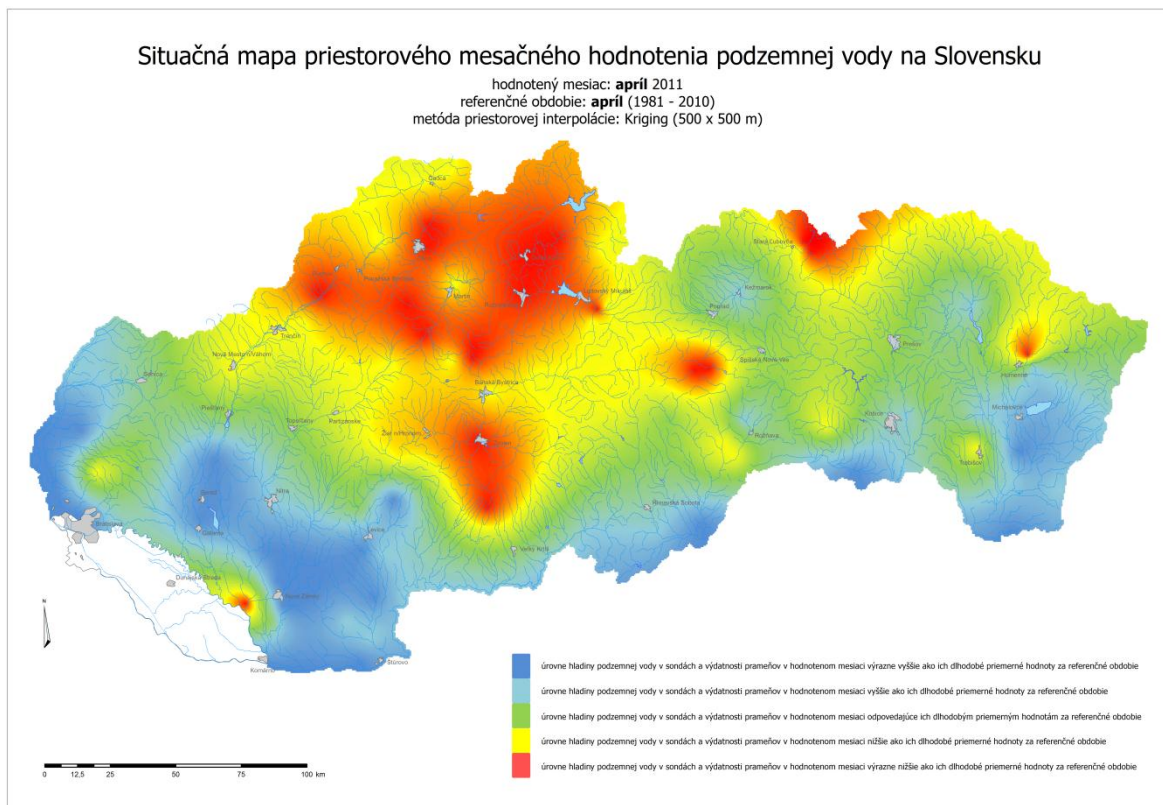 Situačná mapa priestorového mesačného hodnotenia podzemnej vody na Slovensku
hodnotený mesiac: apríl 2011
referenčné obdobie: apríl (1981 - 2010)
metóda priestorovej interpolácie: Kriging (500 x 500 m)
Čadca
Stará Ľubovňa
Považská Bystrica
Martin
Liptovský Mikuláš
Kežmarok
Poprad
Trenčín
Prešov
Nové Mesto n/Váhom
Spišská Nová Ves
Humenné
Senica
Banská Bystrica
Piešťany
Topoľčany
Partizánske
Michalovce
Košice
Žiar n/Hronom
Zvolen
Rožňava
Trebišov
Nitra
Rimavská Sobota
Bratislava
Galanta
Levice
Veľký Krtíš
Dunajská Streda
Nové Zámky
N
Komárno
Štúrovo
úrovne hladiny podzemnej vody v sondách a výdatnosti prameňov v hodnotenom mesiaci výrazne vyššie ako ich dlhodobé priemerné hodnoty za referenčné obdobie
úrovne hladiny podzemnej vody v sondách a výdatnosti prameňov v hodnotenom mesiaci vyššie ako ich dlhodobé priemerné hodnoty za referenčné obdobie
úrovne hladiny podzemnej vody v sondách a výdatnosti prameňov v hodnotenom mesiaci odpovedajúce ich dlhodobým priemerným hodnotám za referenčné obdobie
úrovne hladiny podzemnej vody v sondách a výdatnosti prameňov v hodnotenom mesiaci nižšie ako ich dlhodobé priemerné hodnoty za referenčné obdobie
úrovne hladiny podzemnej vody v sondách a výdatnosti prameňov v hodnotenom mesiaci výrazne nižšie ako ich dlhodobé priemerné hodnoty za referenčné obdobie
0 12,5 25 50 75 100 km